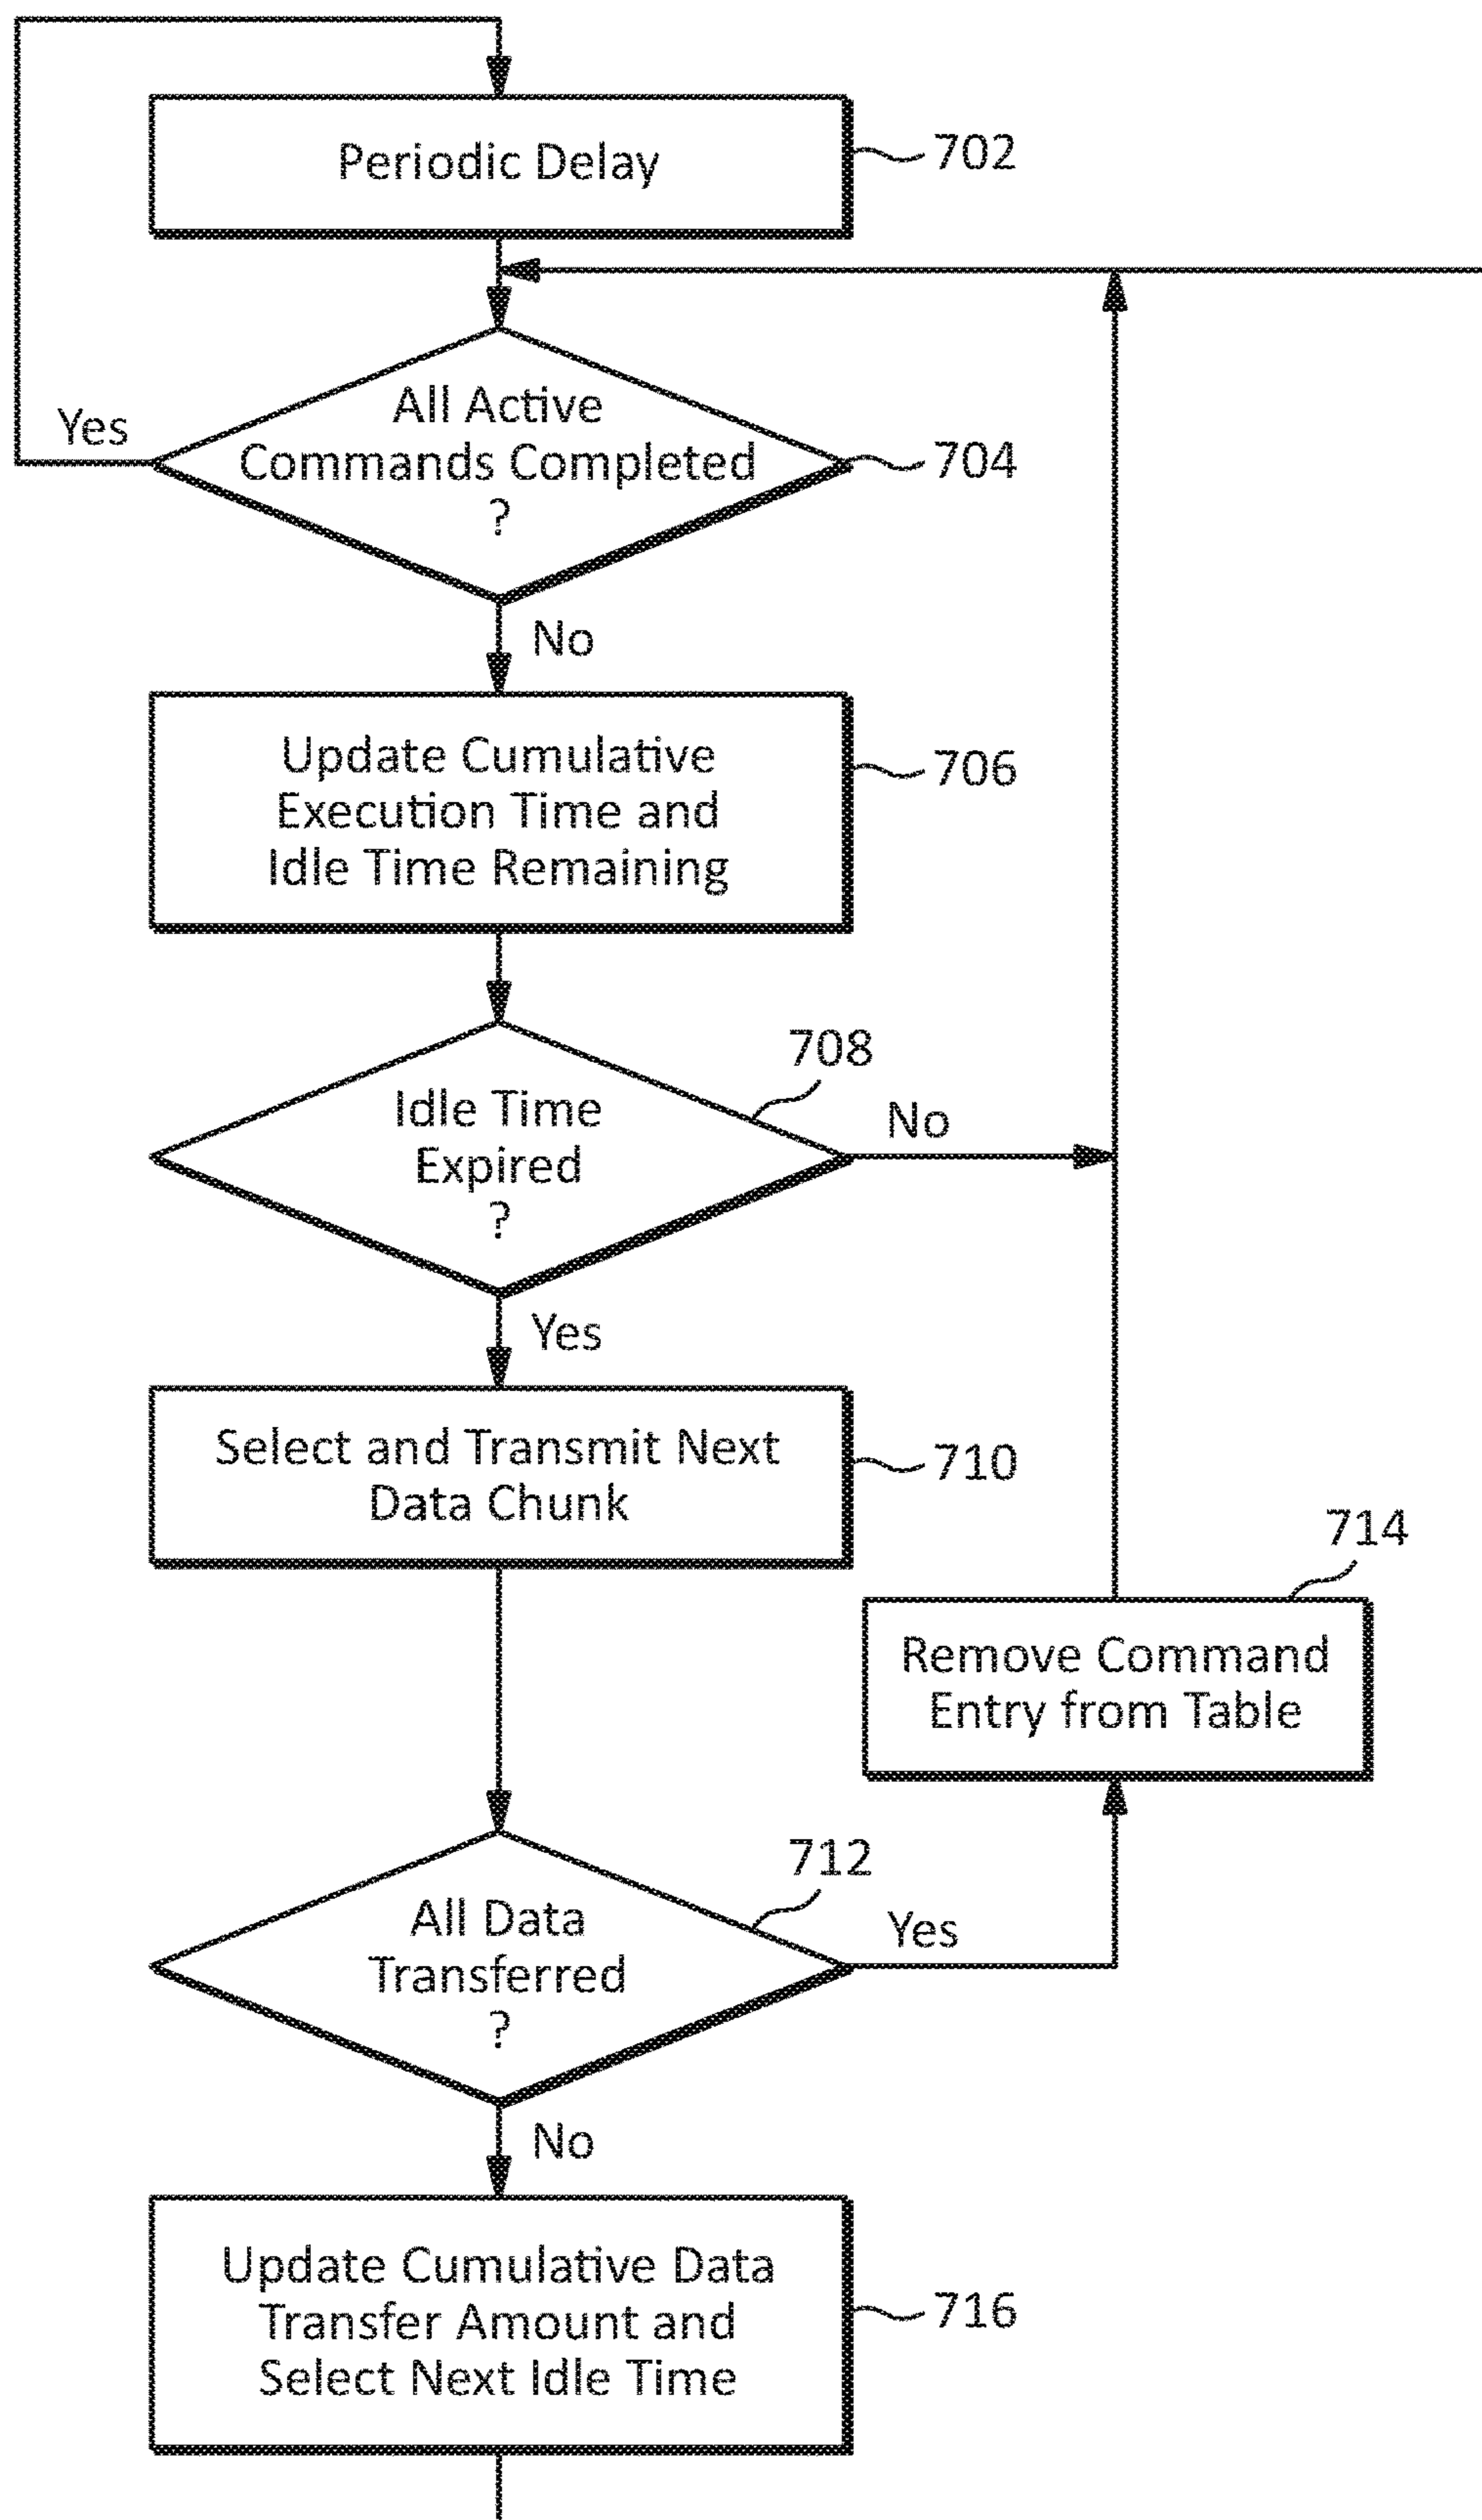 Periodic Delay
702
All Active
Commands Completed
?
704
Yes
No
Update Cumulative
Execution Time and
Idle Time Remaining
706
Idle Time
Expired
?
708
No
Yes
Select and Transmit Next
Data Chunk
710
714
Remove Command
Entry from Table
All Data
Transferred
?
712
Yes
No
Update Cumulative Data
Transfer Amount and
Select Next Idle Time
716